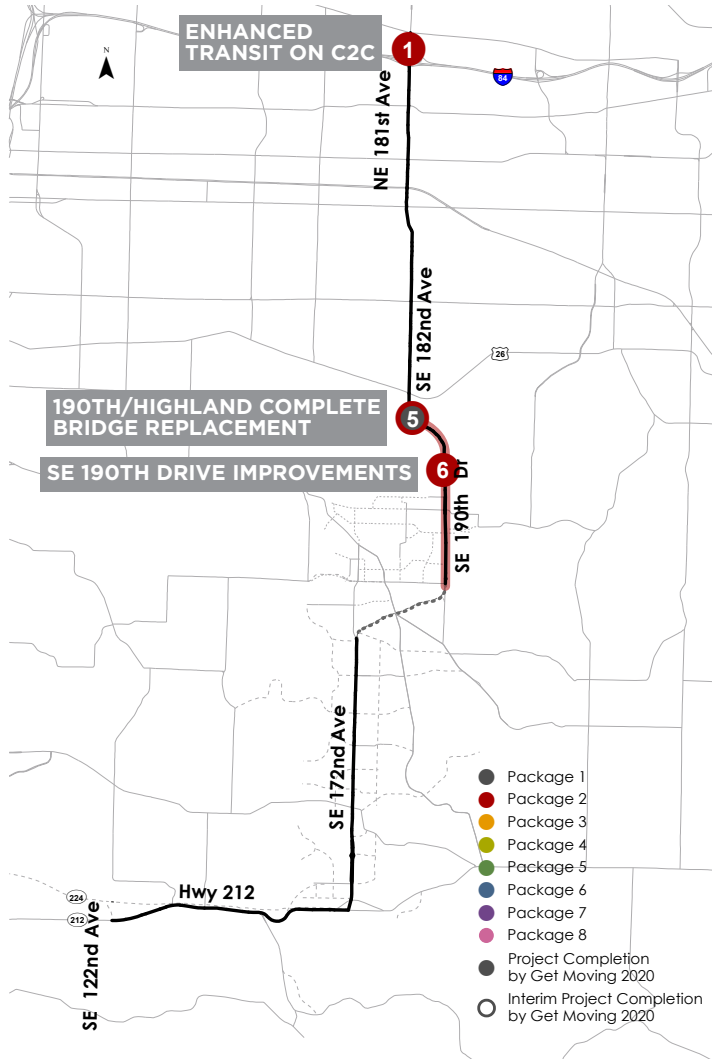 ENHANCED
TRANSIT ON C2C
1
N
84
NE 181st Ave
SE 182nd Ave
26
190TH/HIGHLAND COMPLETE
BRIDGE REPLACEMENT
5
SE 190TH DRIVE IMPROVEMENTS
6
SE 190th Dr
SE 172nd Ave
Package 1
Package 2
Package 3
Package 4
Package 5
Package 6
Package 7
Package 8
Project Completion
by Get Moving 2020
Interim Project Completion
by Get Moving 2020
Hwy 212
224
212
SE 122nd Ave